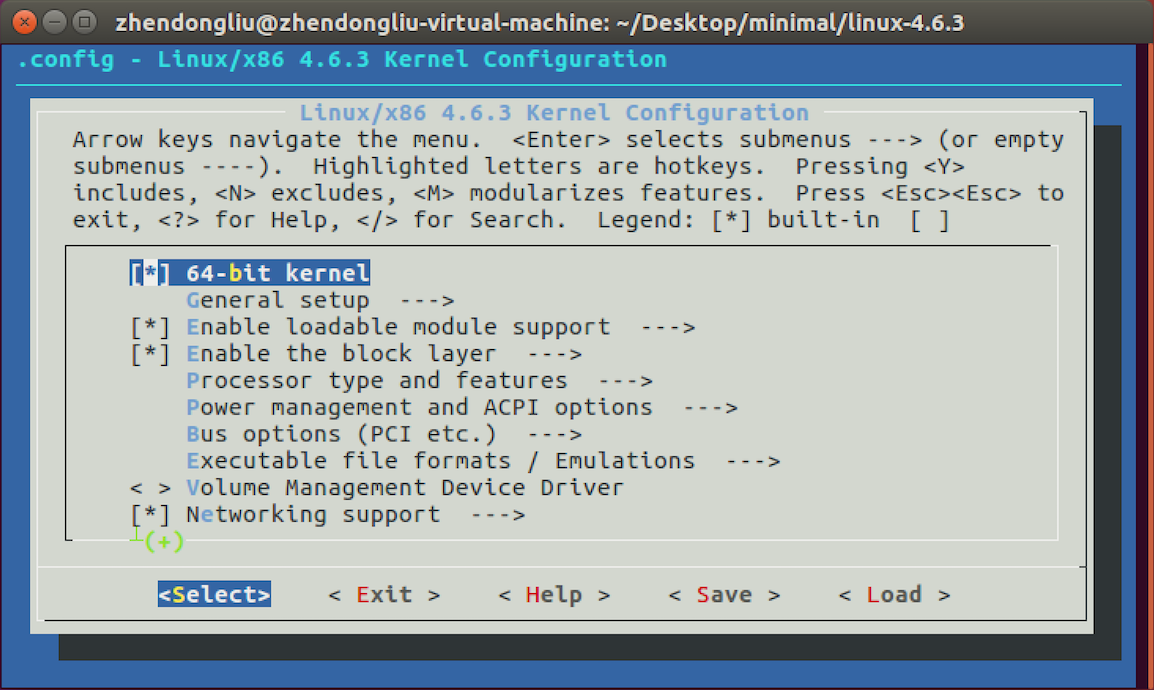 zhendongliu@zhendongliu-virtual-machine: ~/Desktop/minimal/linux-4.6.3
.config - Linux/x86 4.6.3 Kernel Configuration
Linux/x86 4.6.3 Kernel Configuration
Arrow keys navigate the menu.  <Enter> selects submenus ---> (or empty
submenus ----).  Highlighted letters are hotkeys.  Pressing <Y>
includes, <N> excludes, <M> modularizes features.  Press <Esc><Esc> to
exit, <?> for Help, </> for Search.  Legend: [*] built-in  [ ]
[*] 64-bit kernel
General setup  --->
[*] Enable loadable module support  --->
[*] Enable the block layer  --->
Processor type and features  --->
Power management and ACPI options  --->
Bus options (PCI etc.)  --->
Executable file formats / Emulations  --->
< > Volume Management Device Driver
[*] Networking support  --->
(+)
<Select>    < Exit >    < Help >    < Save >    < Load >